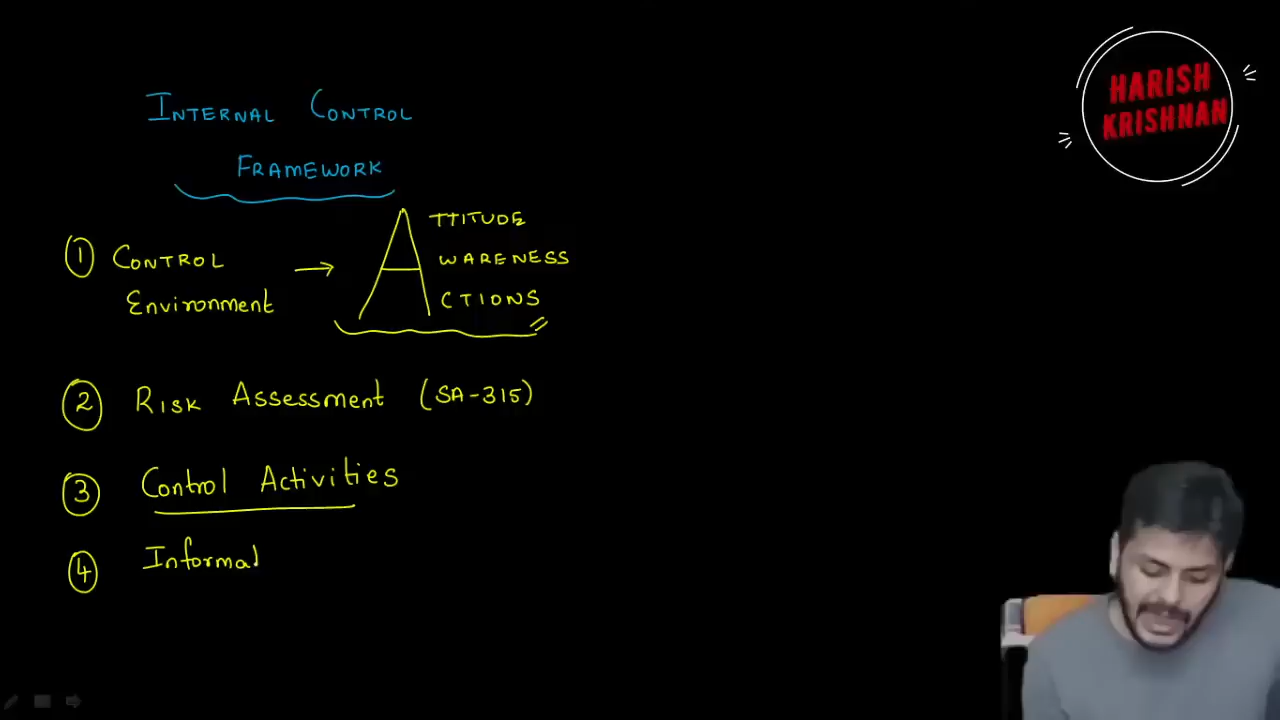 HARISH
KRISHNAN
INTERNAL CONTROL
FRAMEWORK
① CONTROL
Environment → A TTITUDE
WARENESS
CTIONS
② RISK Assessment (SA-315)
③ Control Activities
④ Informal